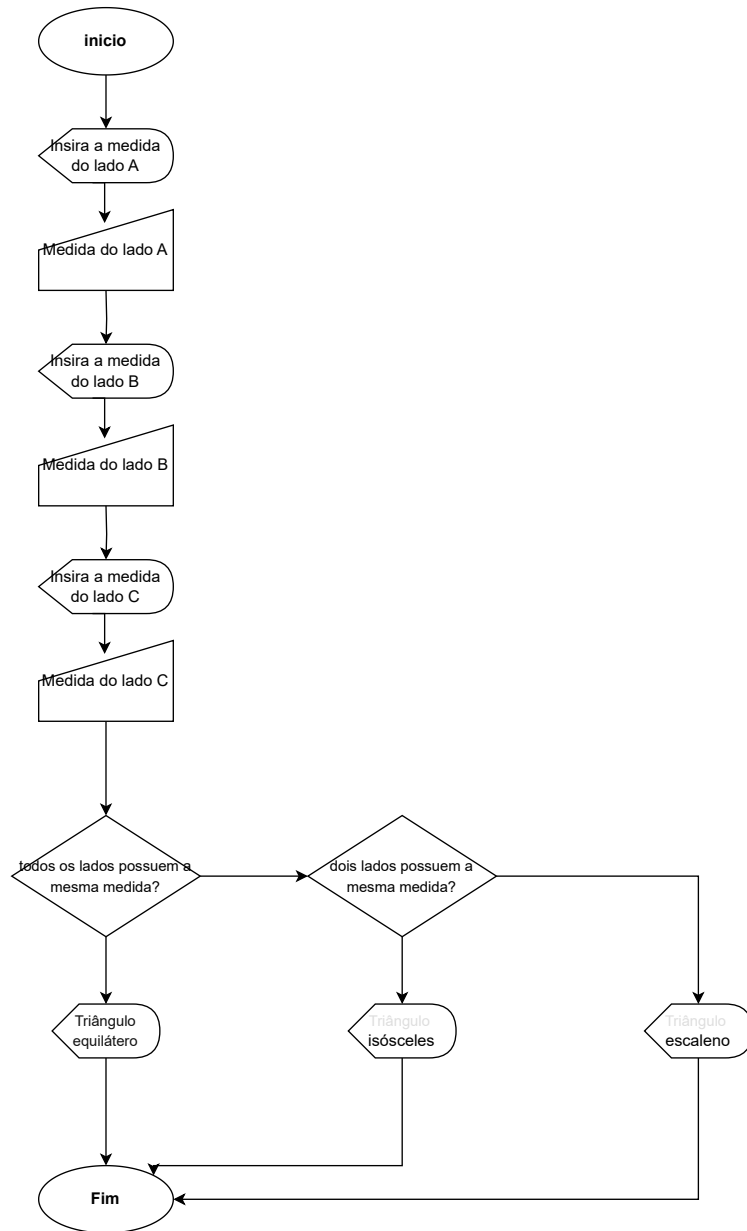 inicio
Insira a medida
do lado A
Medida do lado A
Insira a medida
do lado B
Medida do lado B
Insira a medida
do lado C
Medida do lado C
todos os lados possuem a
mesma medida?
dois lados possuem a
mesma medida?
Triângulo
equilátero
Triângulo
isósceles
Triângulo
escaleno
Fim